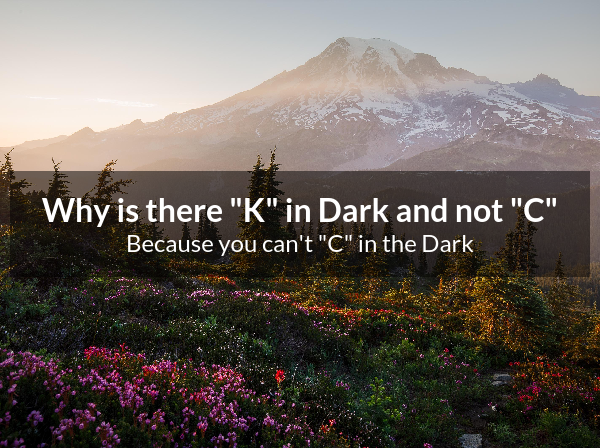 Why is there "K" in Dark and not "C"
Because you can't "C" in the Dark